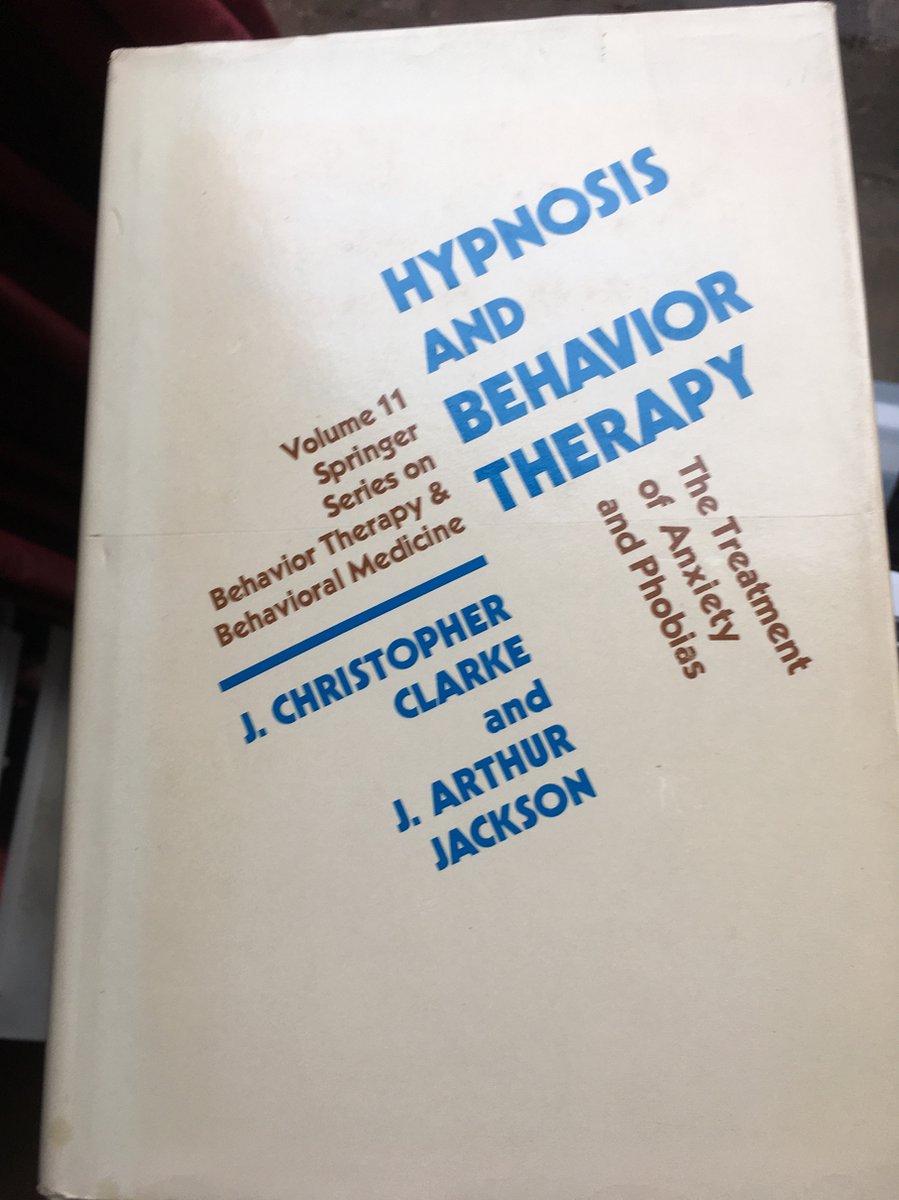 HYPNOSIS
AND
BEHAVIOR
THERAPY
The Treatment
of Anxiety
and Phobias
Volume 11
Springer
Series on
Behavior Therapy &
Behavioral Medicine
J. CHRISTOPHER
CLARKE
and
J. ARTHUR
JACKSON